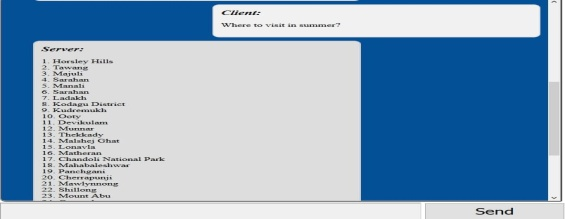 Client:
Where to visit in summer?
Server:
1. Horsley Hills
2. Tawang
3. Majuli
4. Sarahan
5. Manali
6. Sarahan
7. Ladakh
8. Kodagu District
9. Kudremukh
10. Ooty
11. Devikulam
12. Munnar
13. Thekkady
14. Malshej Ghat
15. Lonavla
16. Matheran
17. Chandoli National Park
18. Mahabaleshwar
19. Panchgani
20. Cherrapunji
21. Mawlynnong
22. Shillong
23. Mount Abu
Send